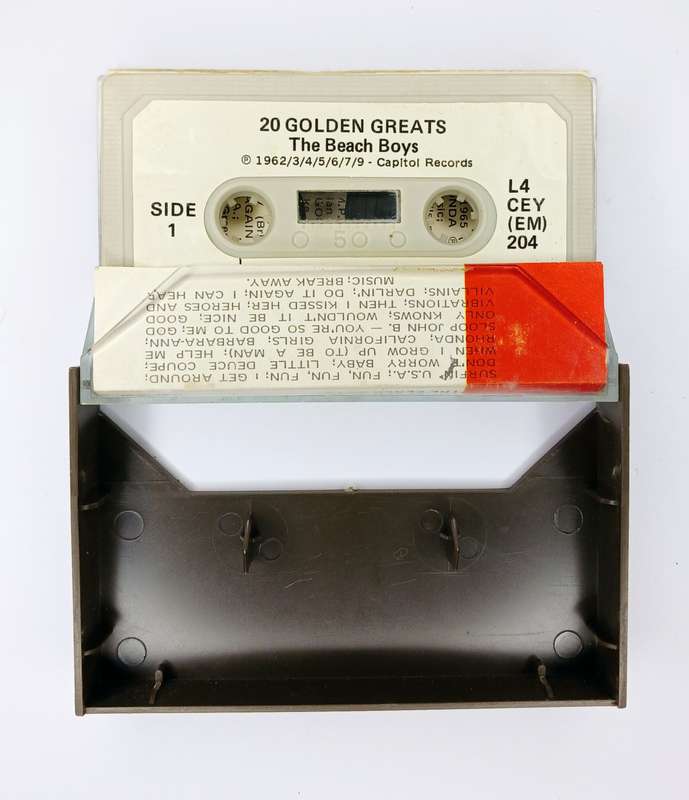 20 GOLDEN GREATS
The Beach Boys
℗ 1962/3/4/5/6/7/9 - Capitol Records
SIDE
1
L4
CEY
(EM)
204
50
SURFIN' U.S.A.; FUN, FUN, FUN; I GET AROUND;
DON'T WORRY BABY; LITTLE DEUCE COUPE;
WHEN I GROW UP (TO BE A MAN); HELP ME
RHONDA; CALIFORNIA GIRLS; BARBARA-ANN;
SLOOP JOHN B. — YOU'RE SO GOOD TO ME; GOD
ONLY KNOWS; WOULDN'T IT BE NICE; GOOD
VIBRATIONS; THEN I KISSED HER; HEROES AND
VILLAINS; DARLIN'; DO IT AGAIN; I CAN HEAR
MUSIC; BREAK AWAY.